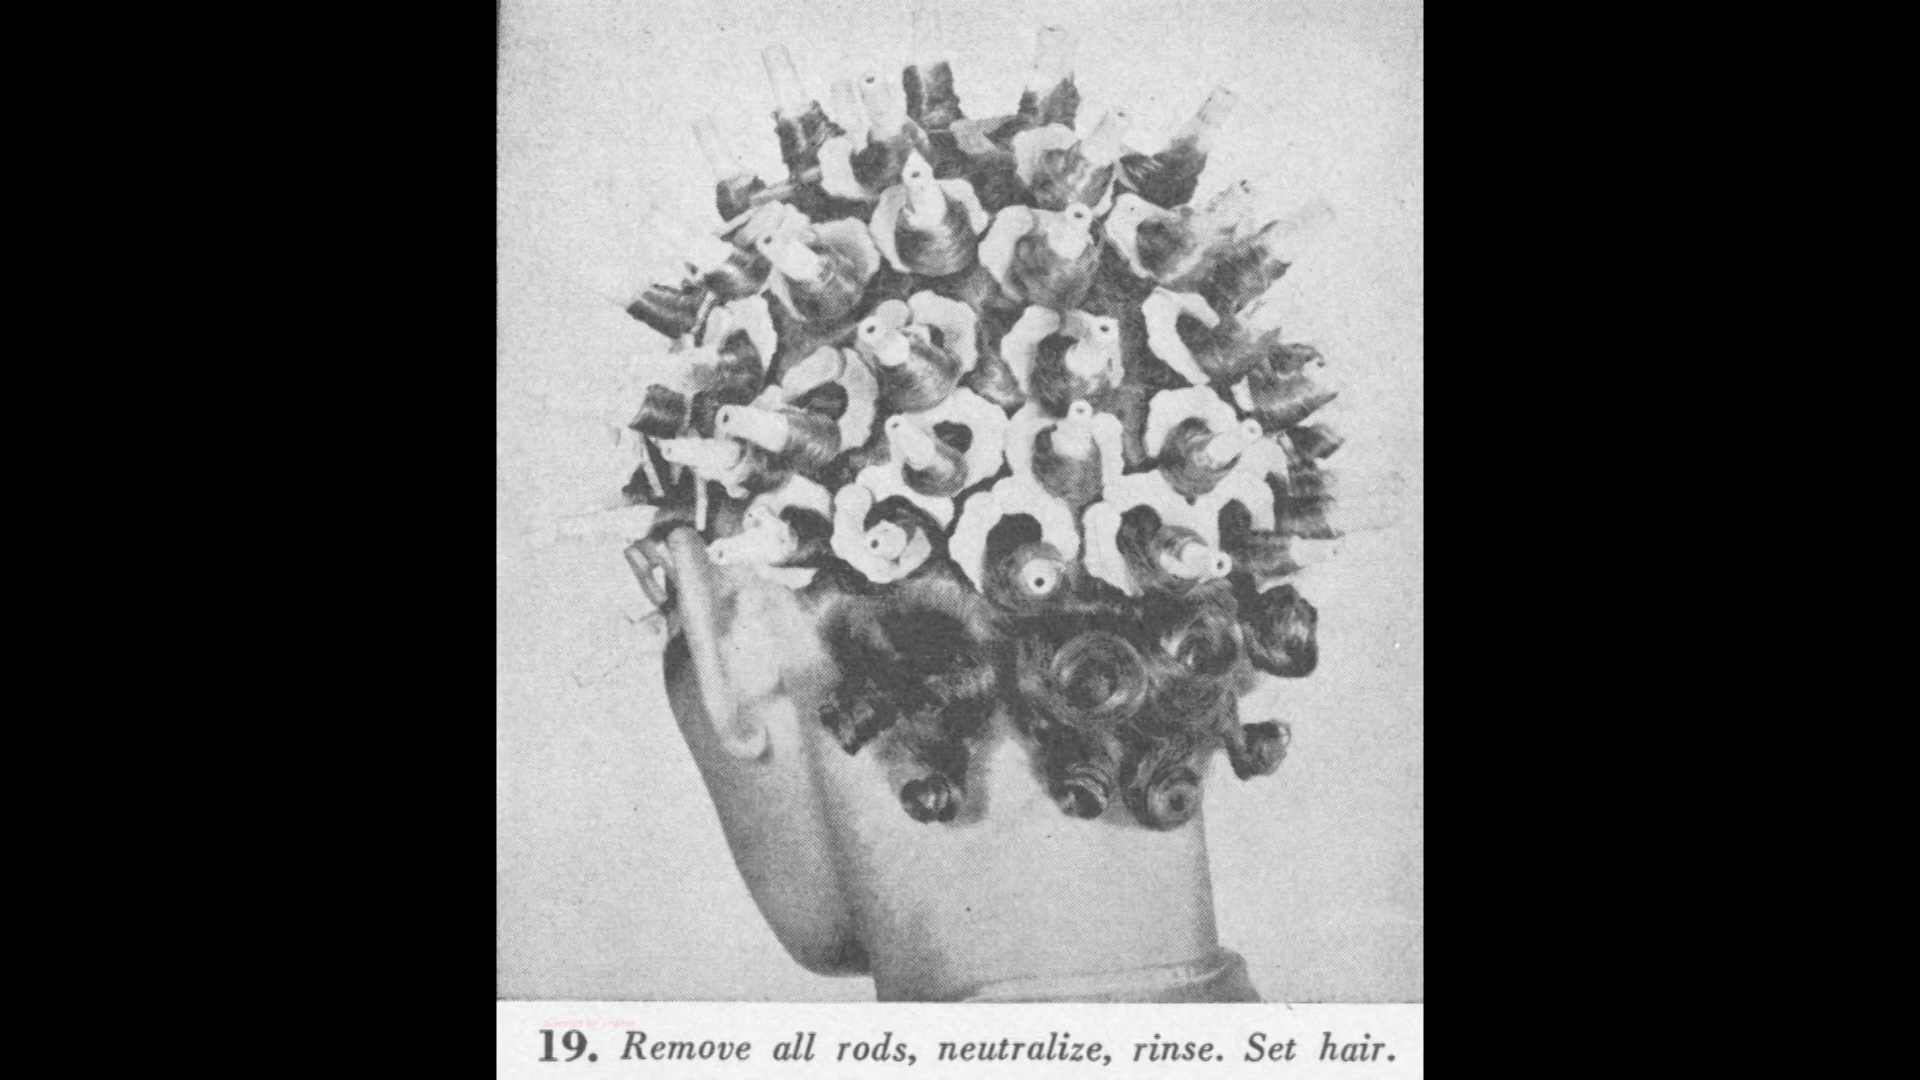 19. Remove all rods, neutralize, rinse. Set hair.